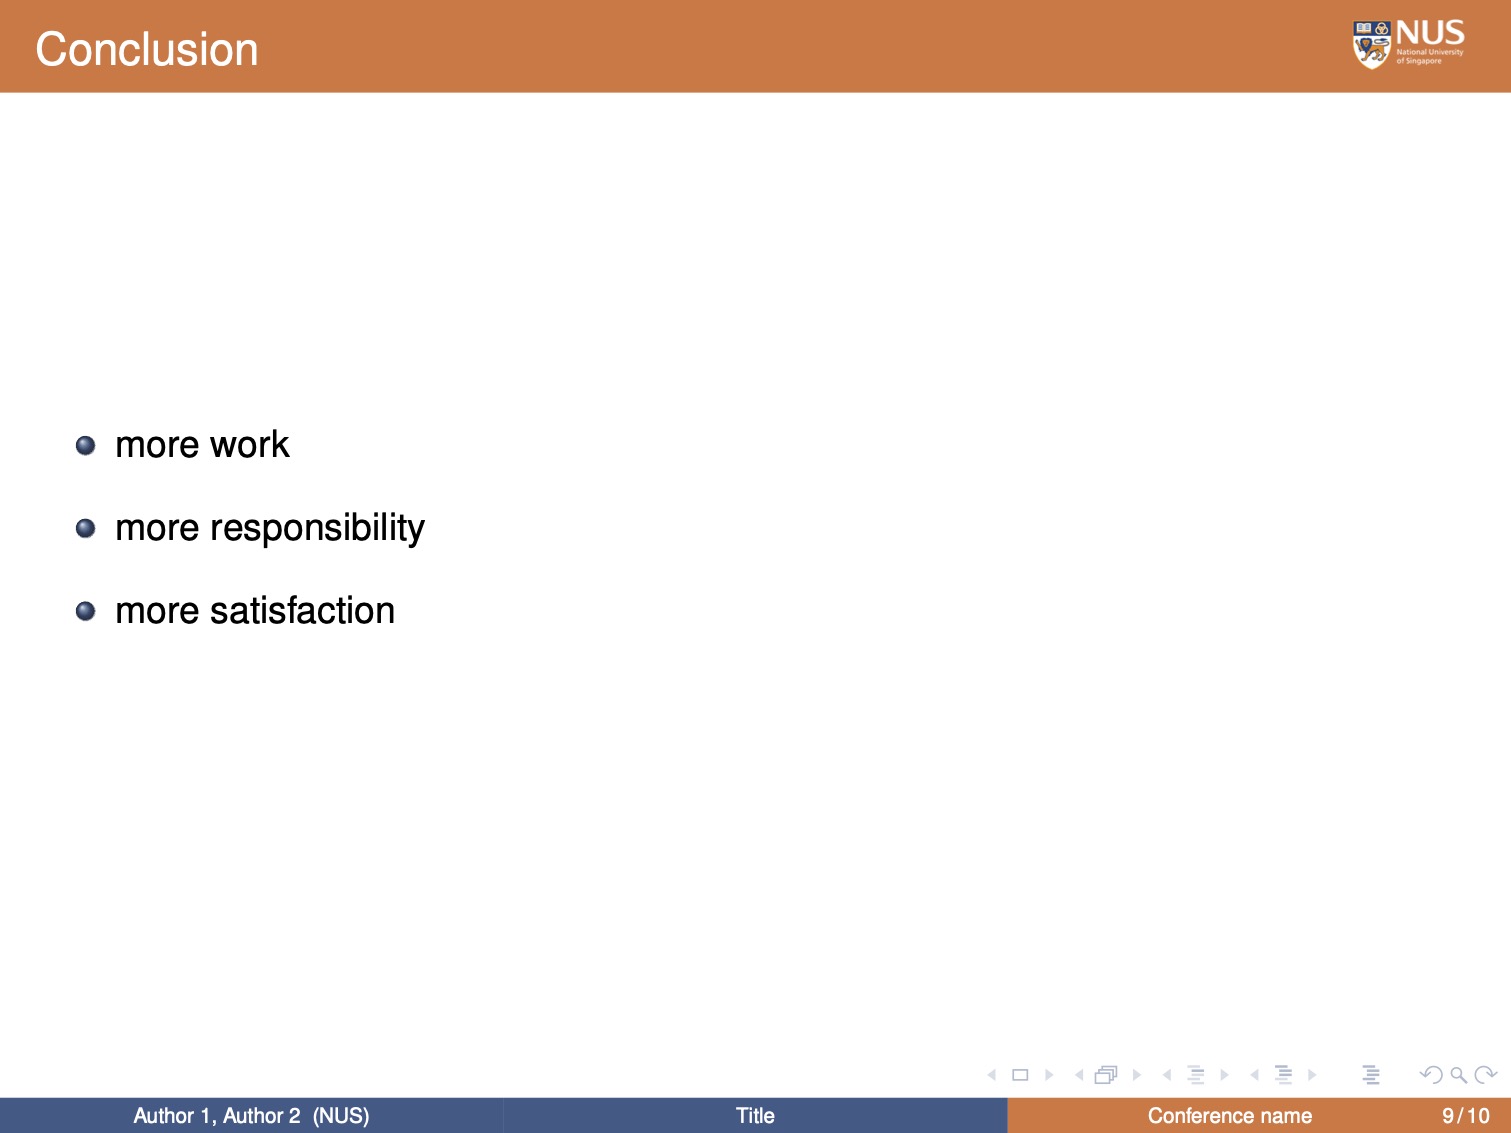 Conclusion
NUS
National University
of Singapore
more work
more responsibility
more satisfaction
Author 1, Author 2 (NUS)
Title
Conference name
9 / 10